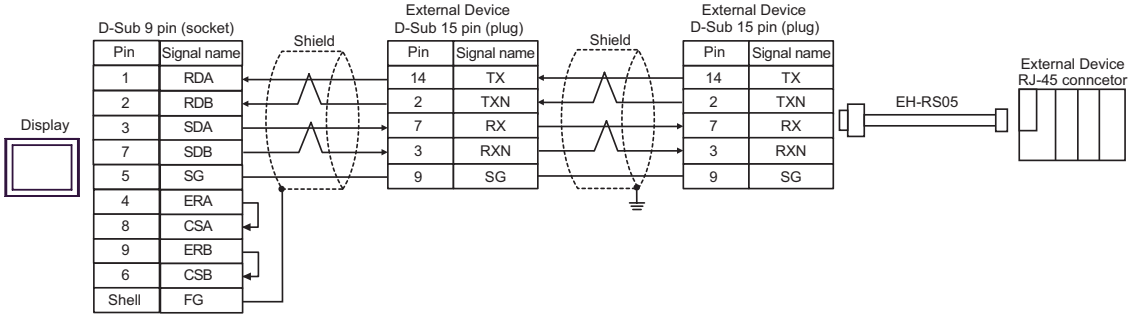 External Device
External Device
D-Sub 9 pin (socket)
D-Sub 15 pin (plug)
D-Sub 15 pin (plug)
Shield
Shield
Pin Signal name
Pin Signal name
Pin Signal name
External Device
RJ-45 conncetor
1 RDA
14 TX
14 TX
2 RDB
2 TXN
2 TXN
EH-RS05
Display
3 SDA
7 RX
7 RX
7 SDB
3 RXN
3 RXN
5 SG
9 SG
9 SG
4 ERA
8 CSA
9 ERB
6 CSB
Shell FG